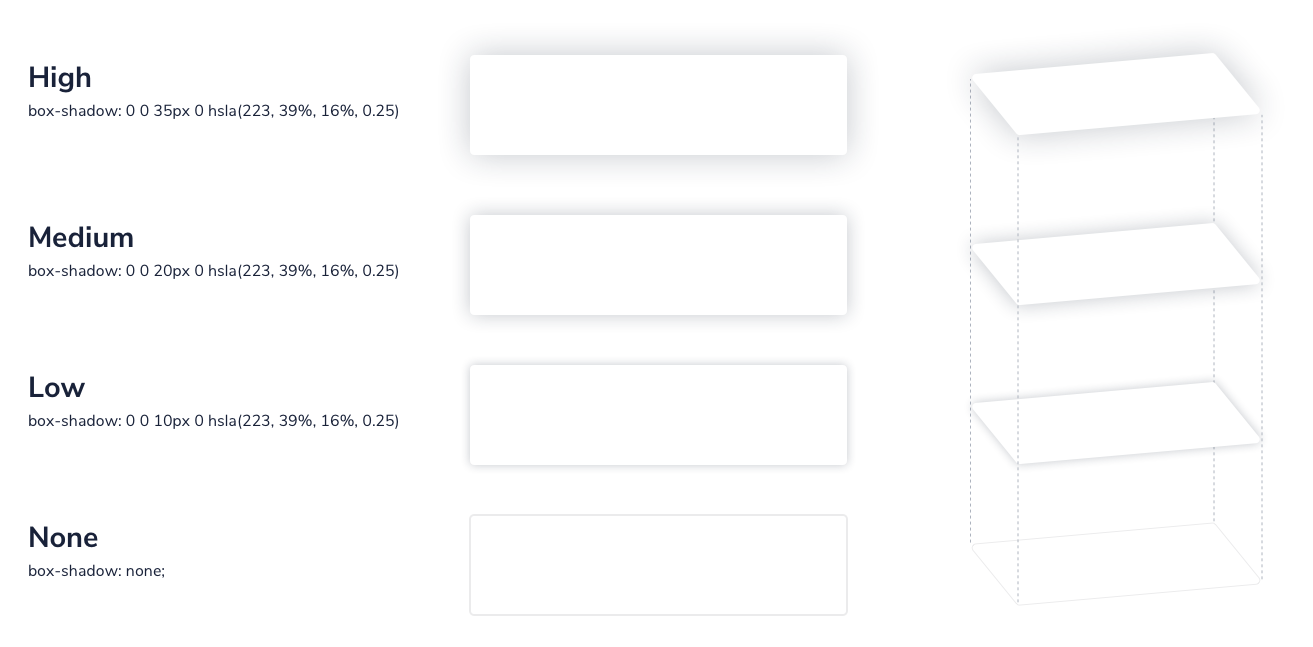 High
box-shadow: 0 0 35px 0 hsla(223, 39%, 16%, 0.25)
Medium
box-shadow: 0 0 20px 0 hsla(223, 39%, 16%, 0.25)
Low
box-shadow: 0 0 10px 0 hsla(223, 39%, 16%, 0.25)
None
box-shadow: none;